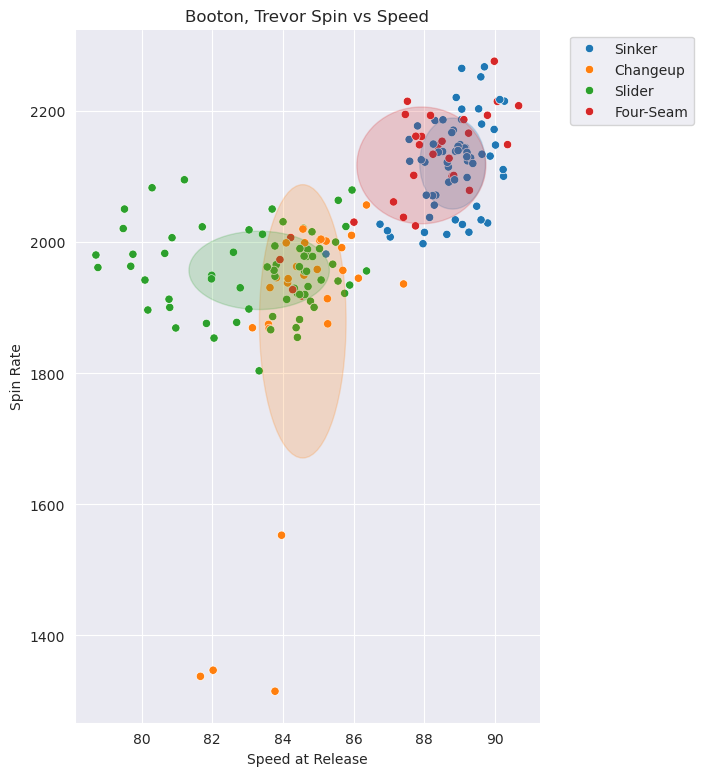 Booton, Trevor Spin vs Speed
Sinker
Changeup
Slider
Four-Seam
2200
2000
1800
1600
1400
Spin Rate
80 82 84 86 88 90
Speed at Release